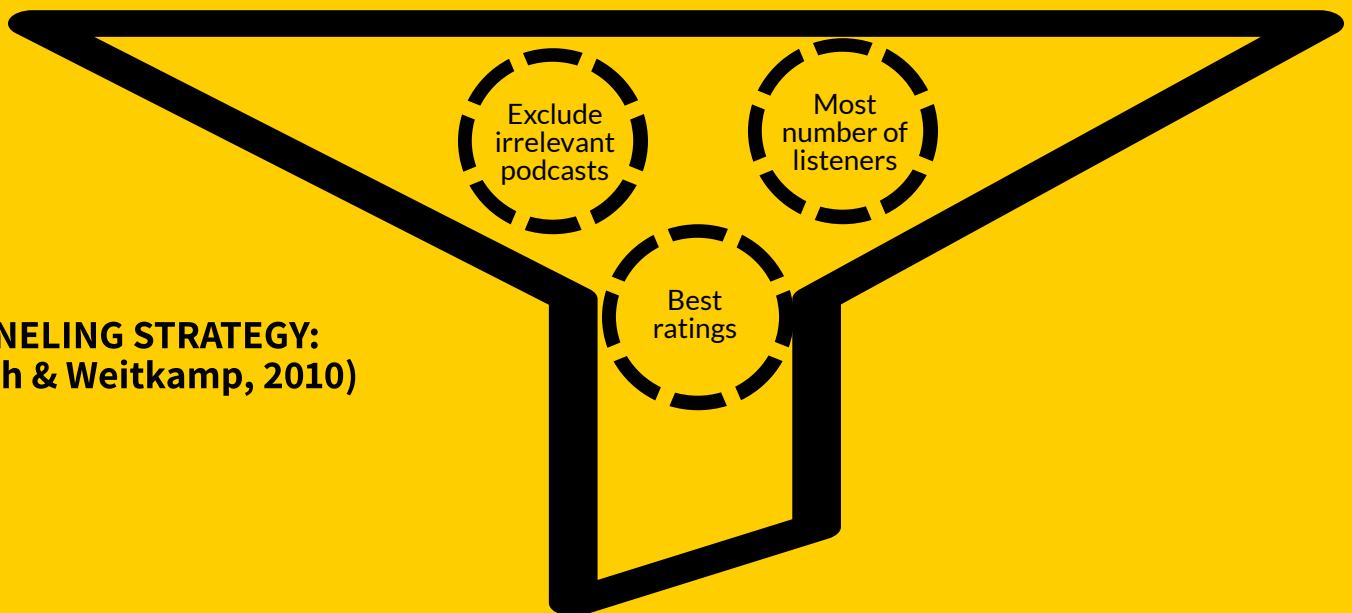 Exclude
irrelevant
podcasts
Most
number of
listeners
Best
ratings
NELING STRATEGY:
h & Weitkamp, 2010)